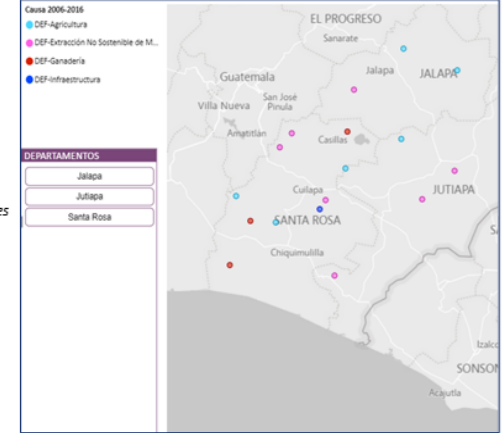 Causa 2006-2016
DEF-Agricultura
DEF-Extracción No Sostenible de M...
DEF-Ganadería
DEF-Infraestructura
DEPARTAMENTOS
Jalapa
Jutiapa
Santa Rosa
es
EL PROGRESO
Sanarate
Guatemala
Jalapa
JALAPA
Villa Nueva
San José
Pinula
Amatitlán
Casillas
Cuilapa
JUTIAPA
SANTA ROSA
Chiquimulilla
Izalco
SONSON
Acajutla